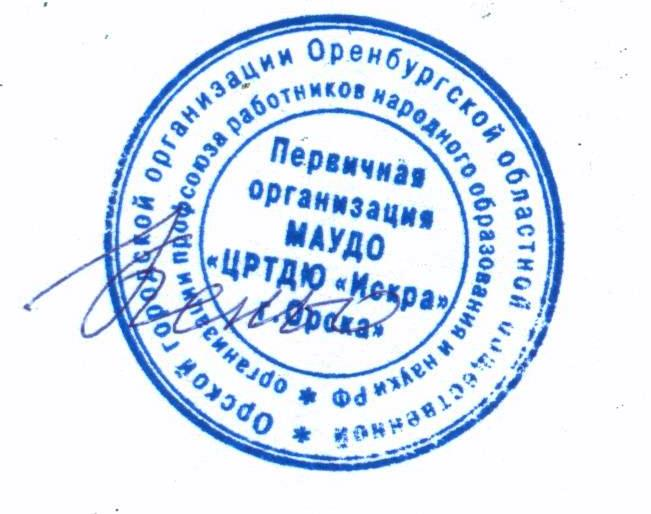 Орской городской организации Оренбургской областной общественной *
организации профсоюза работников народного образования и науки РФ *
Первичная
организация
МАУДО
«ЦРТДЮ «Искра»
г.Орска»